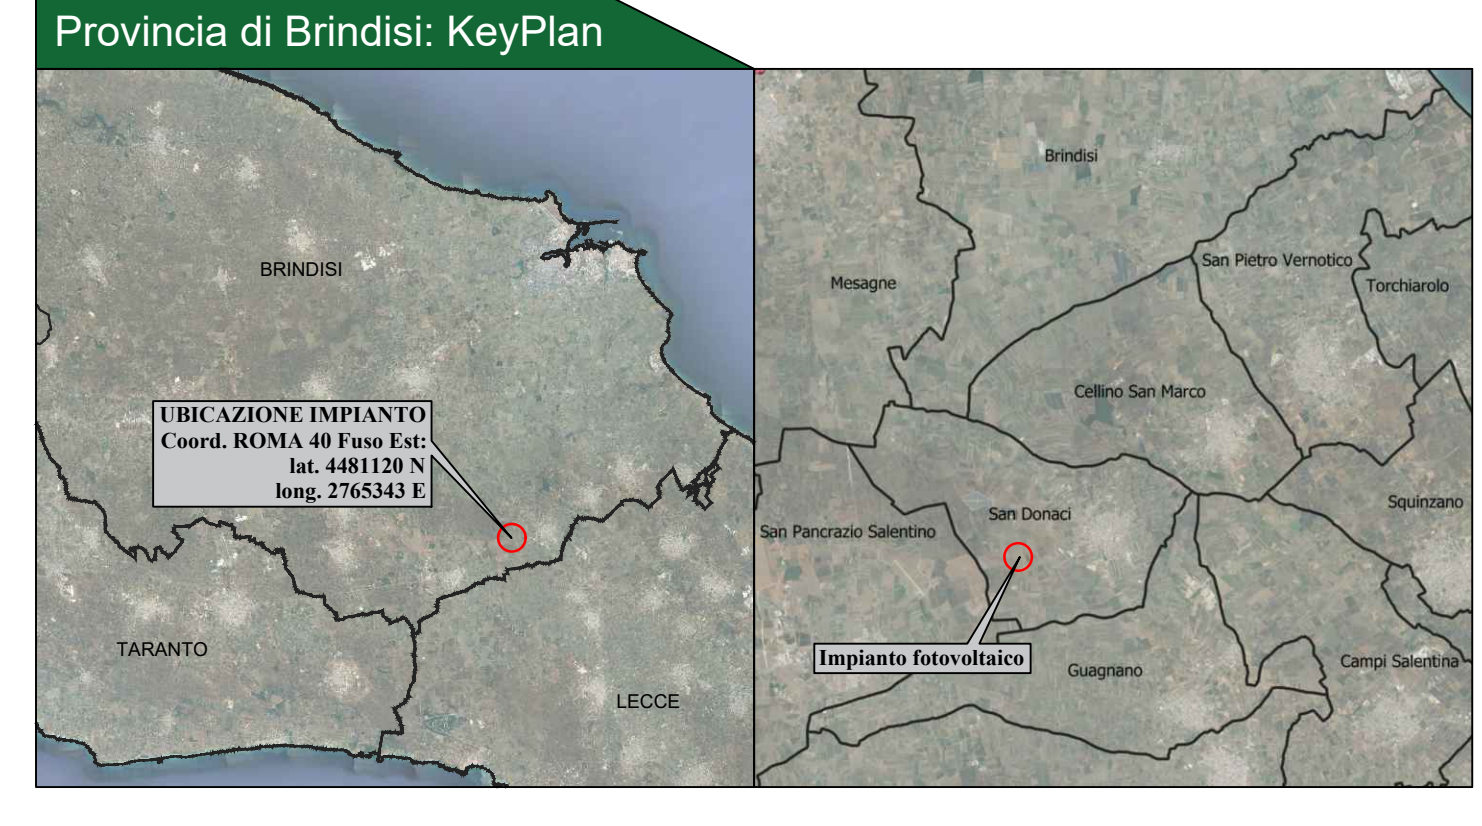 Provincia di Brindisi: KeyPlan
BRINDISI
UBICAZIONE IMPIANTO
Coord. ROMA 40 Fuso Est:
lat. 4481120 N
long. 2765343 E
TARANTO
LECCE
Brindisi
San Pietro Vernotico
Mesagne
Torchiarolo
Cellino San Marco
Squinzano
San Donaci
San Pancrazio Salentino
Impianto fotovoltaico
Guagnano
Campi Salentina